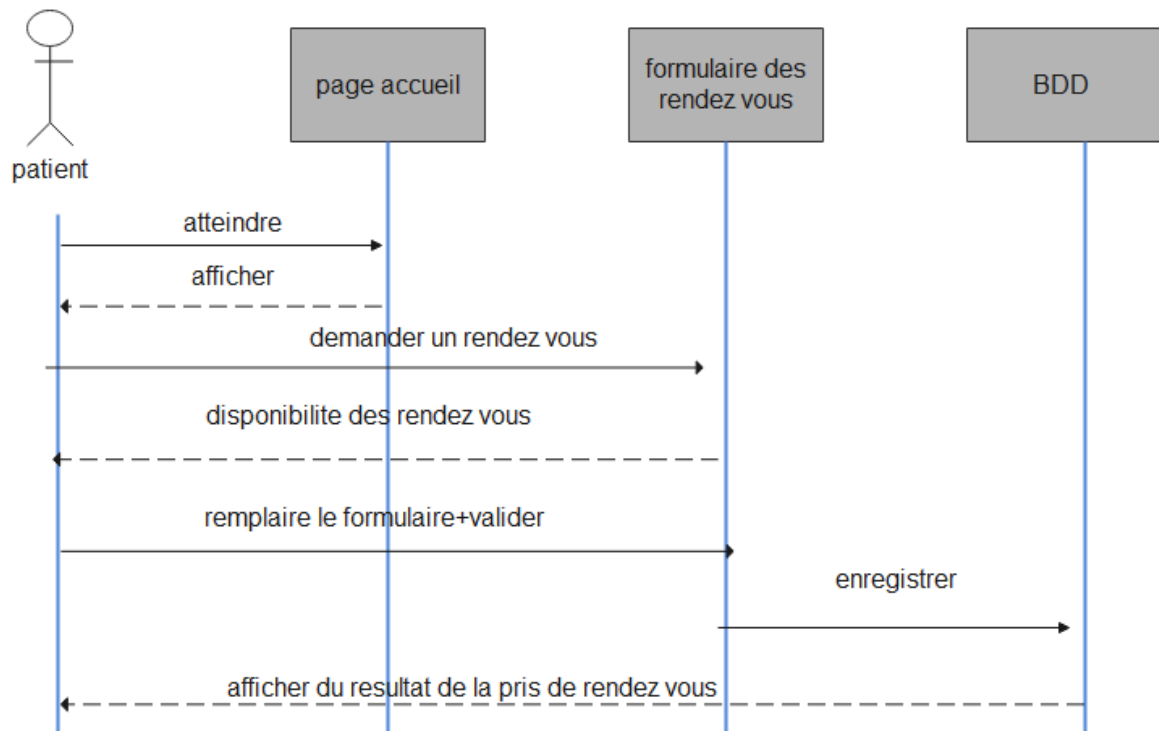 patient
page accueil
formulaire des
rendez vous
BDD
atteindre
afficher
demander un rendez vous
disponibilite des rendez vous
remplaire le formulaire+valider
enregistrer
afficher du resultat de la pris de rendez vous